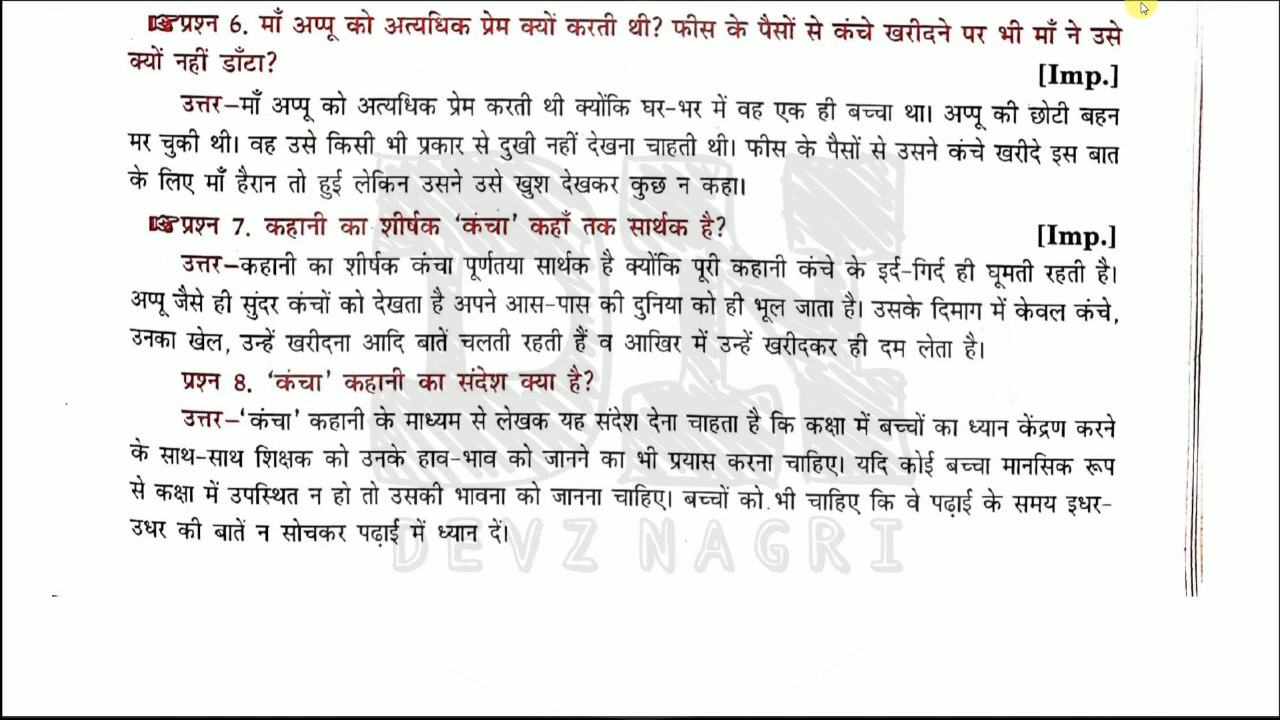 प्रश्न 6. माँ अप्पू को अत्यधिक प्रेम क्यों करती थी? फीस के पैसों से कंचे खरीदने पर भी माँ ने उसे
क्यों नहीं डाँटा? [Imp.]
उत्तर–माँ अप्पू को अत्यधिक प्रेम करती थी क्योंकि घर-भर में वह एक ही बच्चा था। अप्पू की छोटी बहन
मर चुकी थी। वह उसे किसी भी प्रकार से दुखी नहीं देखना चाहती थी। फीस के पैसों से उसने कंचे खरीदे इस बात
के लिए माँ हैरान तो हुई लेकिन उसने उसे खुश देखकर कुछ न कहा।
प्रश्न 7. कहानी का शीर्षक ‘कंचा’ कहाँ तक सार्थक है? [Imp.]
उत्तर–कहानी का शीर्षक कंचा पूर्णतया सार्थक है क्योंकि पूरी कहानी कंचे के इर्द-गिर्द ही घूमती रहती है।
अप्पू जैसे ही सुंदर कंचों को देखता है अपने आस-पास की दुनिया को ही भूल जाता है। उसके दिमाग में केवल कंचे,
उनका खेल, उन्हें खरीदना आदि बातें चलती रहती हैं व आखिर में उन्हें खरीदकर ही दम लेता है।
प्रश्न 8. ‘कंचा’ कहानी का संदेश क्या है?
उत्तर–‘कंचा’ कहानी के माध्यम से लेखक यह संदेश देना चाहता है कि कक्षा में बच्चों का ध्यान केंद्रण करने
के साथ-साथ शिक्षक को उनके हाव-भाव को जानने का भी प्रयास करना चाहिए। यदि कोई बच्चा मानसिक रूप
से कक्षा में उपस्थित न हो तो उसकी भावना को जानना चाहिए। बच्चों को भी चाहिए कि वे पढ़ाई के समय इधर-
उधर की बातें न सोचकर पढ़ाई में ध्यान दें।
DEVZ NAGRI